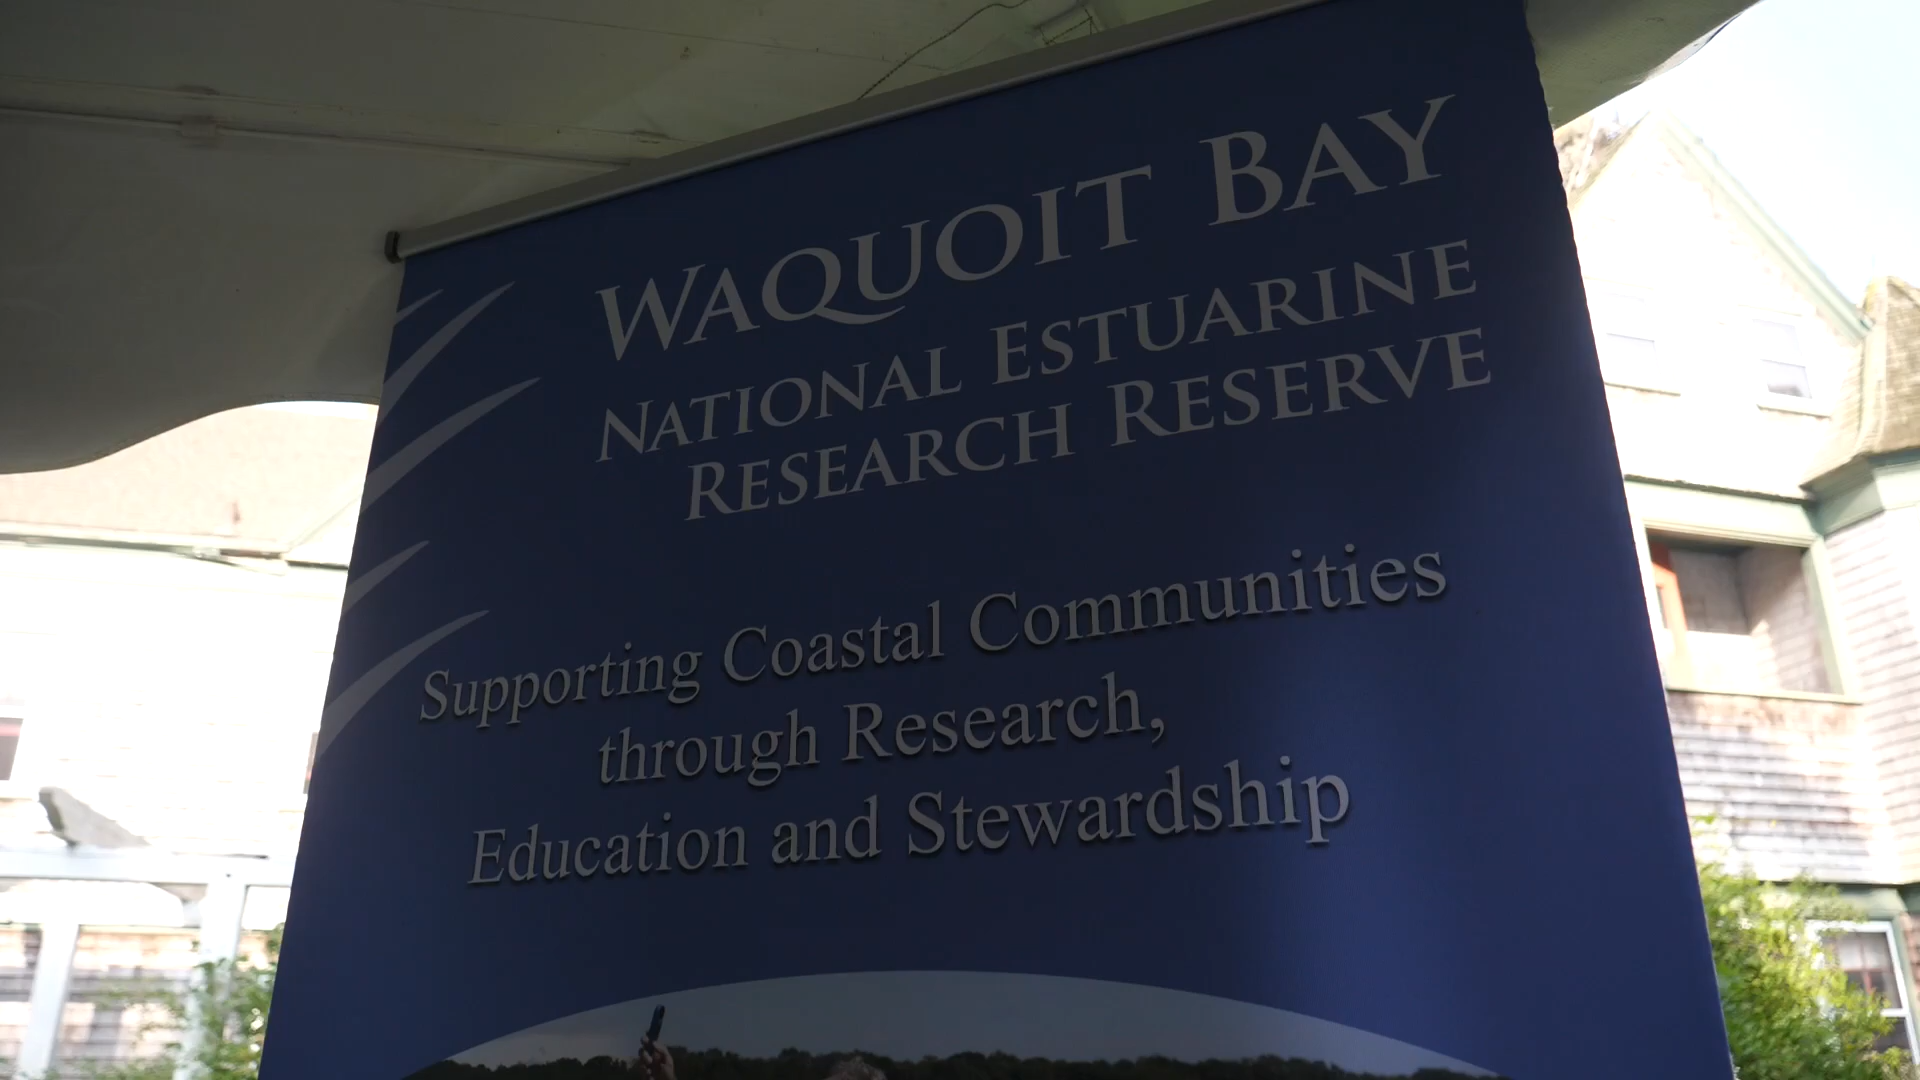 WAQUOIT BAY
NATIONAL ESTUARINE
RESEARCH RESERVE
Supporting Coastal Communities
through Research,
Education and Stewardship